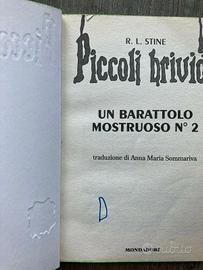 R. L. STINE
Piccoli brividi
UN BARATTOLO
MOSTRUOSO N° 2
traduzione di Anna Maria Sommariva
D
MONDADORI